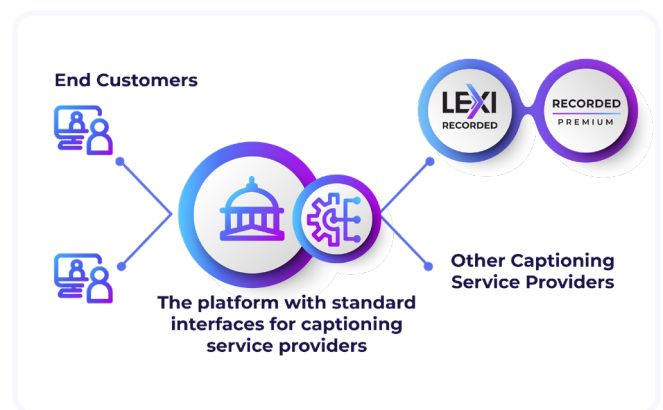 End Customers
LEXI
RECORDED
RECORDED
PREMIUM
Other Captioning
Service Providers
The platform with standard
interfaces for captioning
service providers